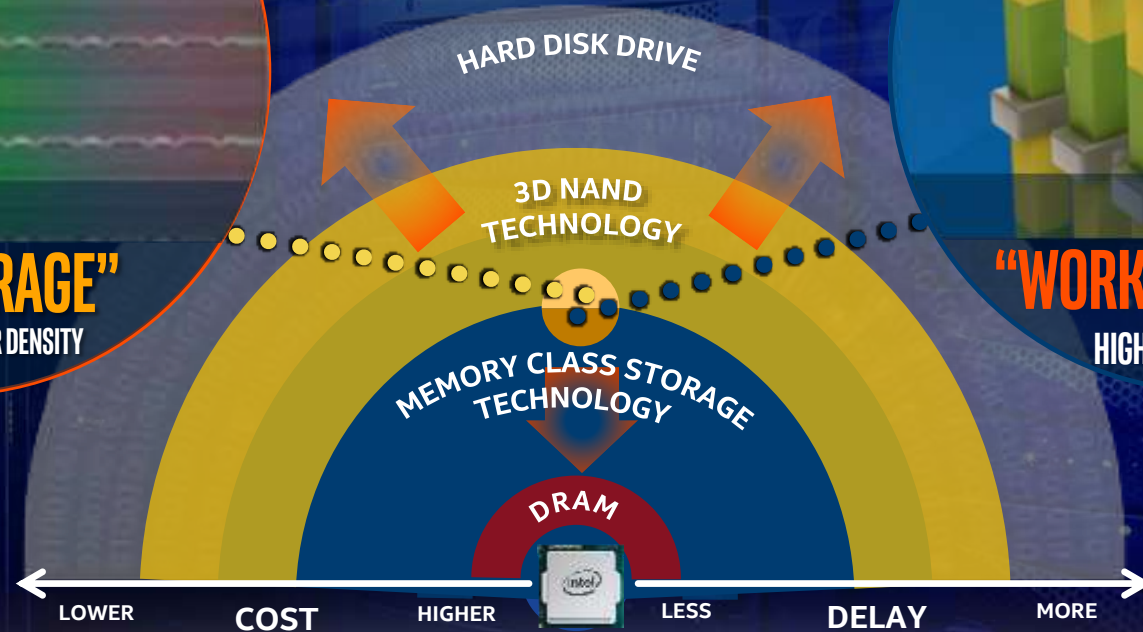 HARD DISK DRIVE
3D NAND
TECHNOLOGY
RAGE”
R DENSITY
“WORK
HIGH
MEMORY CLASS STORAGE
TECHNOLOGY
DRAM
intel
LOWER COST HIGHER LESS DELAY MORE